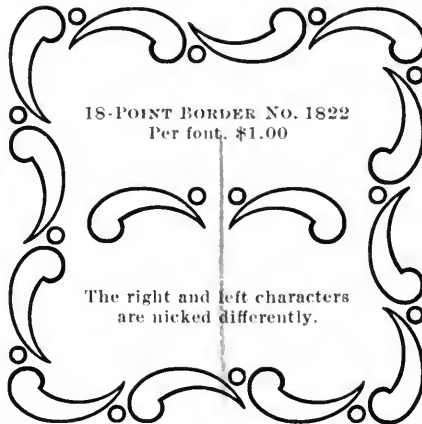 18-Point Border No. 1822
Per font, $1.00
The right and left characters
are nicked differently.